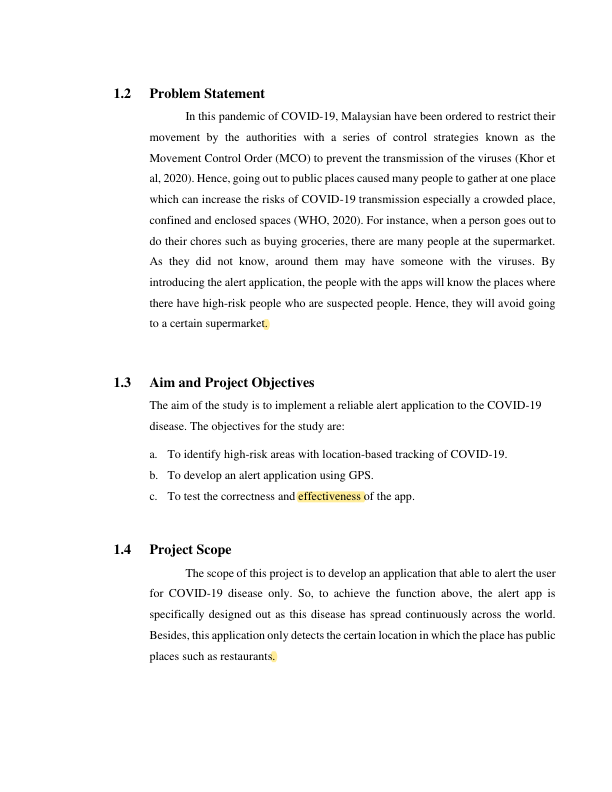 1.2 Problem Statement
In this pandemic of COVID-19, Malaysian have been ordered to restrict their
movement by the authorities with a series of control strategies known as the
Movement Control Order (MCO) to prevent the transmission of the viruses (Khor et
al, 2020). Hence, going out to public places caused many people to gather at one place
which can increase the risks of COVID-19 transmission especially a crowded place,
confined and enclosed spaces (WHO, 2020). For instance, when a person goes out to
do their chores such as buying groceries, there are many people at the supermarket.
As they did not know, around them may have someone with the viruses. By
introducing the alert application, the people with the apps will know the places where
there have high-risk people who are suspected people. Hence, they will avoid going
to a certain supermarket.
1.3 Aim and Project Objectives
The aim of the study is to implement a reliable alert application to the COVID-19
disease. The objectives for the study are:
a. To identify high-risk areas with location-based tracking of COVID-19.
b. To develop an alert application using GPS.
c. To test the correctness and effectiveness of the app.
1.4 Project Scope
The scope of this project is to develop an application that able to alert the user
for COVID-19 disease only. So, to achieve the function above, the alert app is
specifically designed out as this disease has spread continuously across the world.
Besides, this application only detects the certain location in which the place has public
places such as restaurants.